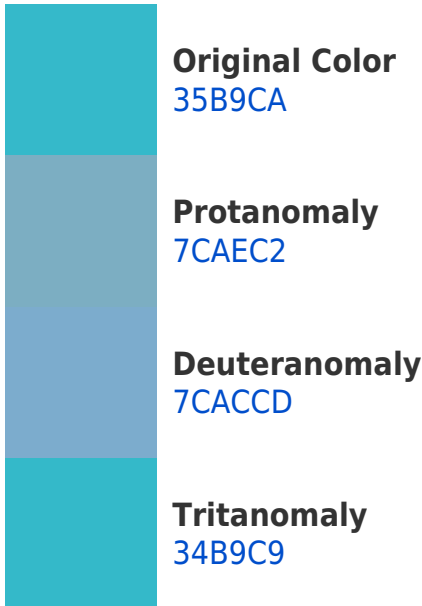 Original Color
35B9CA
Protanomaly
7CAEC2
Deuteranomaly
7CACCD
Tritanomaly
34B9C9